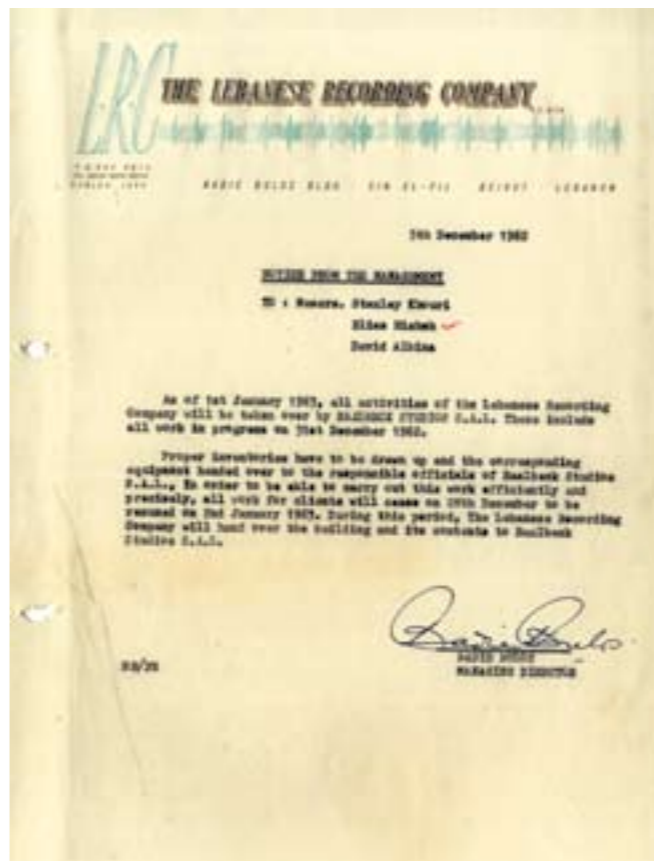 LRC
THE LEBANESE RECORDING COMPANY
BADIE BULOS BLDG SIN EL-FIL BEIRUT LEBANON
5th December 1962
NOTICE FROM THE MANAGEMENT
TO : Messrs. Stanley Khouri
Elias
David Albina
As of 1st January 1963, all activities of the Lebanese Recording
Company will be taken over by BAALBECK STUDIOS S.A.L. These include
all work in progress on 31st December 1962.
Proper inventories have to be drawn up and the corresponding
equipment handed over to the responsible officials of Baalbeck Studios
S.A.L., In order to be able to carry out this work efficiently and
precisely, all work for clients will cease on December to be
resumed on 2nd January 1963. During this period, The Lebanese Recording
Company will hand over the building and its contents to Baalbeck
Studios S.A.L.
BADIE BULOS
MANAGING DIRECTOR